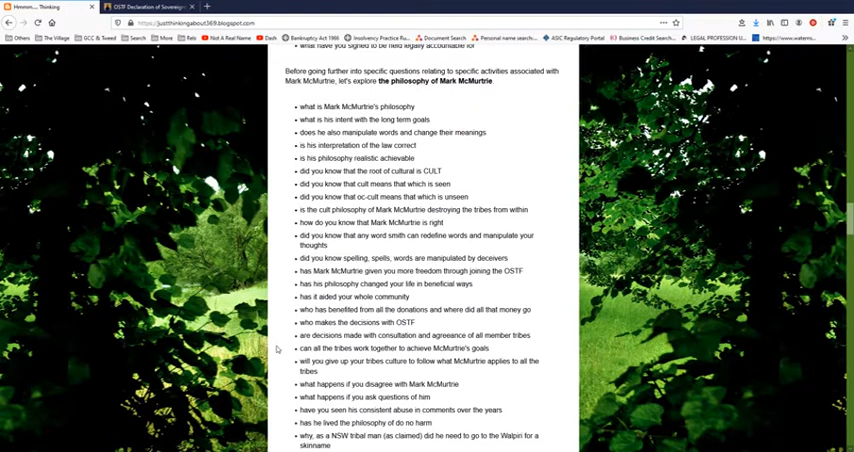 Hmmm.... Thinking
OSTF Declaration of Sovereign
https://justthinkingabout369.blogspot.com
Others
The Village
GCC & Tweed
Search
More
Reb
Not A Real Name
Dash
Bankruptcy Act 1966
Insolvency Practice Ru
Document Search
Personal name search
ASIC Regulatory Portal
Business Credit Search
LEGAL PROFESSION U
what have you signed to be held legally accountable for
Before going further into specific questions relating to specific activities associated with
Mark McMurtrie, let's explore the philosophy of Mark McMurtrie.
• what is Mark McMurtrie's philosophy
• what is his intent with the long term goals
• does he also manipulate words and change their meanings
• is his interpretation of the law correct
• is his philosophy realistic achievable
• did you know that the root of cultural is CULT
• did you know that cult means that which is seen
• did you know that oc-cult means that which is unseen
• is the cult philosophy of Mark McMurtrie destroying the tribes from within
• how do you know that Mark McMurtrie is right
• did you know that any word smith can redefine words and manipulate your
thoughts
• did you know spelling, spells, words are manipulated by deceivers
• has Mark McMurtrie given you more freedom through joining the OSTF
• has his philosophy changed your life in beneficial ways
• has it aided your whole community
• who has benefited from all the donations and where did all that money go
• who makes the decisions with OSTF
• are decisions made with consultation and agreeance of all member tribes
• can all the tribes work together to achieve McMurtrie's goals
• will you give up your tribes culture to follow what McMurtrie applies to all the
tribes
• what happens if you disagree with Mark McMurtrie
• what happens if you ask questions of him
• have you seen his consistent abuse in comments over the years
• has he lived the philosophy of do no harm
• why, as a NSW tribal man (as claimed) did he need to go to the Walpiri for a
skinname